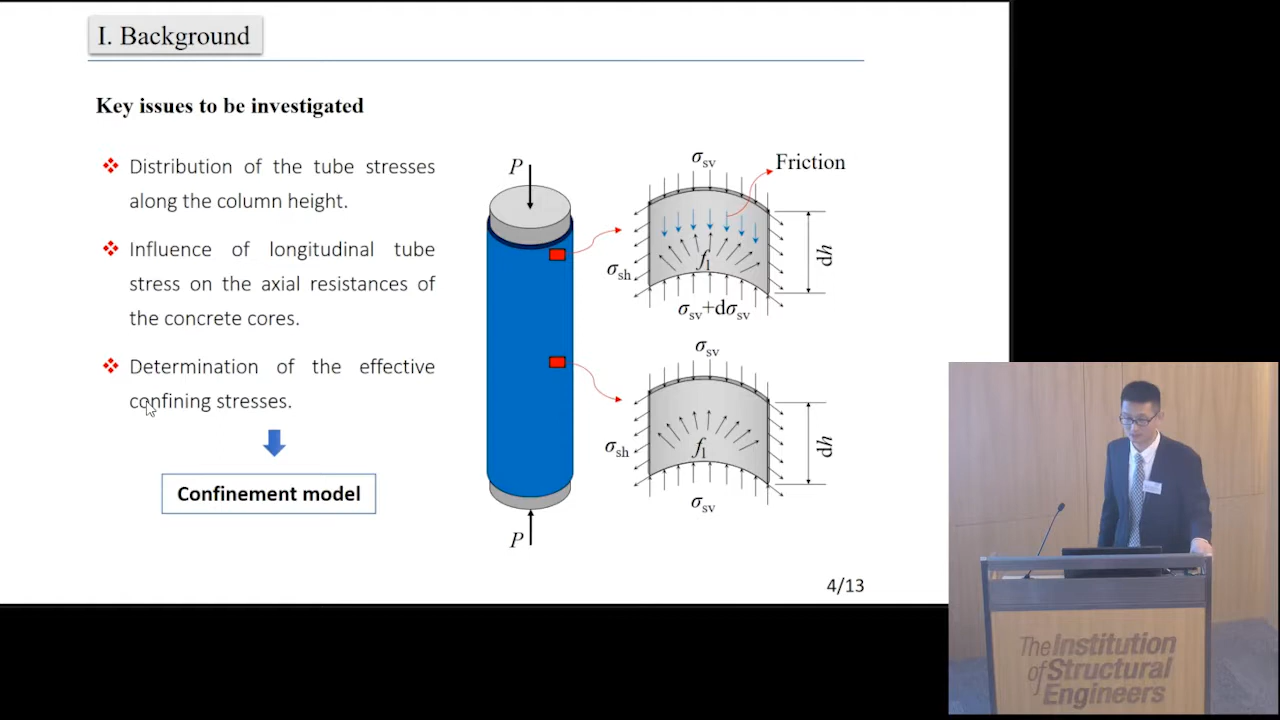 I. Background
Key issues to be investigated
Distribution of the tube stresses
along the column height.
Influence of longitudinal tube
stress on the axial resistances of
the concrete cores.
Determination of the effective
confining stresses.
Confinement model
P
P
σsv
Friction
σsh
fl
dh
σsv+dσsv
σsv
σsh
fl
dh
σsv
4/13
The Institution
of Structural
Engineers